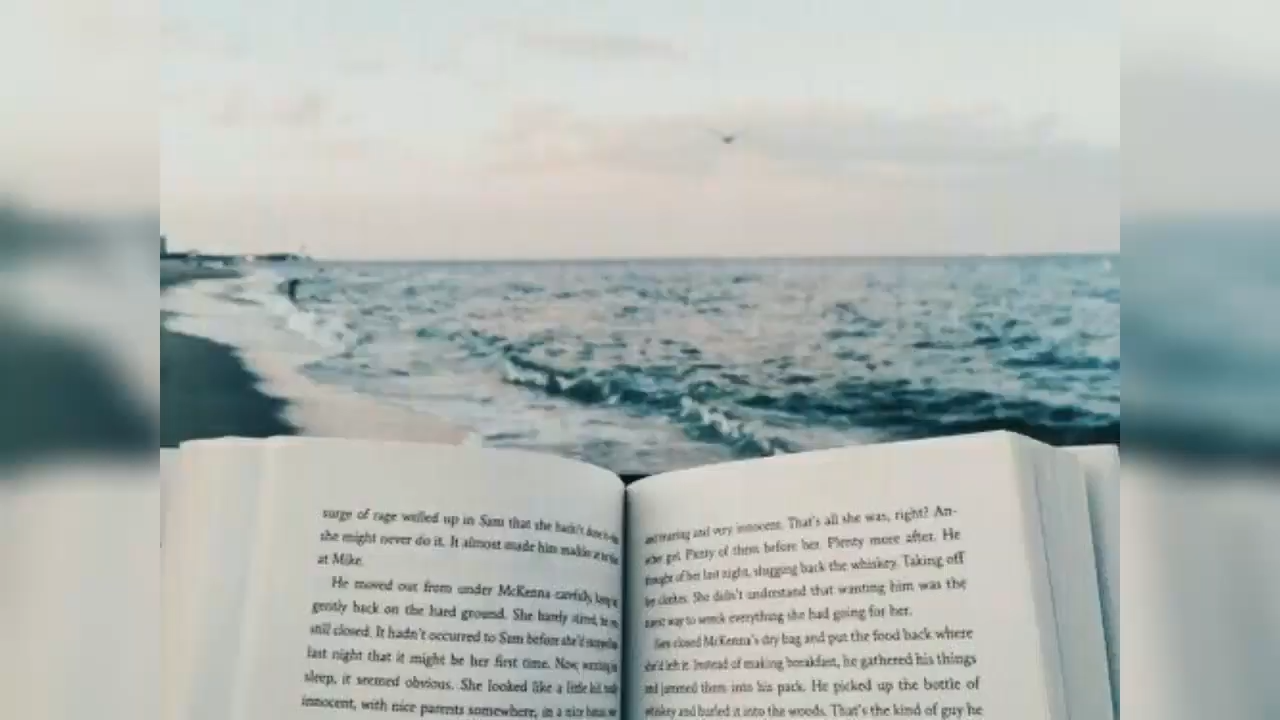 surge of rage welled up in Sam that she hadn't
she might never do it. It almost made him
at Mike.
He moved out from under McKenna carefully,
gently back on the hard ground. She barely stirred,
still closed. It hadn't occurred to Sam before she'd
last night that it might be her first time. Now,
sleep, it seemed obvious. She looked like a little kid,
innocent, with nice parents somewhere, in a nice house
and very innocent. That's all she was, right? An-
other girl. Plenty of them before her. Plenty more after. He
thought of her last night, slugging back the whiskey. Taking off
her clothes. She didn't understand that wanting him was the
way to wreck everything she had going for her.
Sam closed McKenna's dry bag and put the food back where
she'd left it. Instead of making breakfast, he gathered his things
and jammed them into his pack. He picked up the bottle of
whiskey and hurled it into the woods. That's the kind of guy he